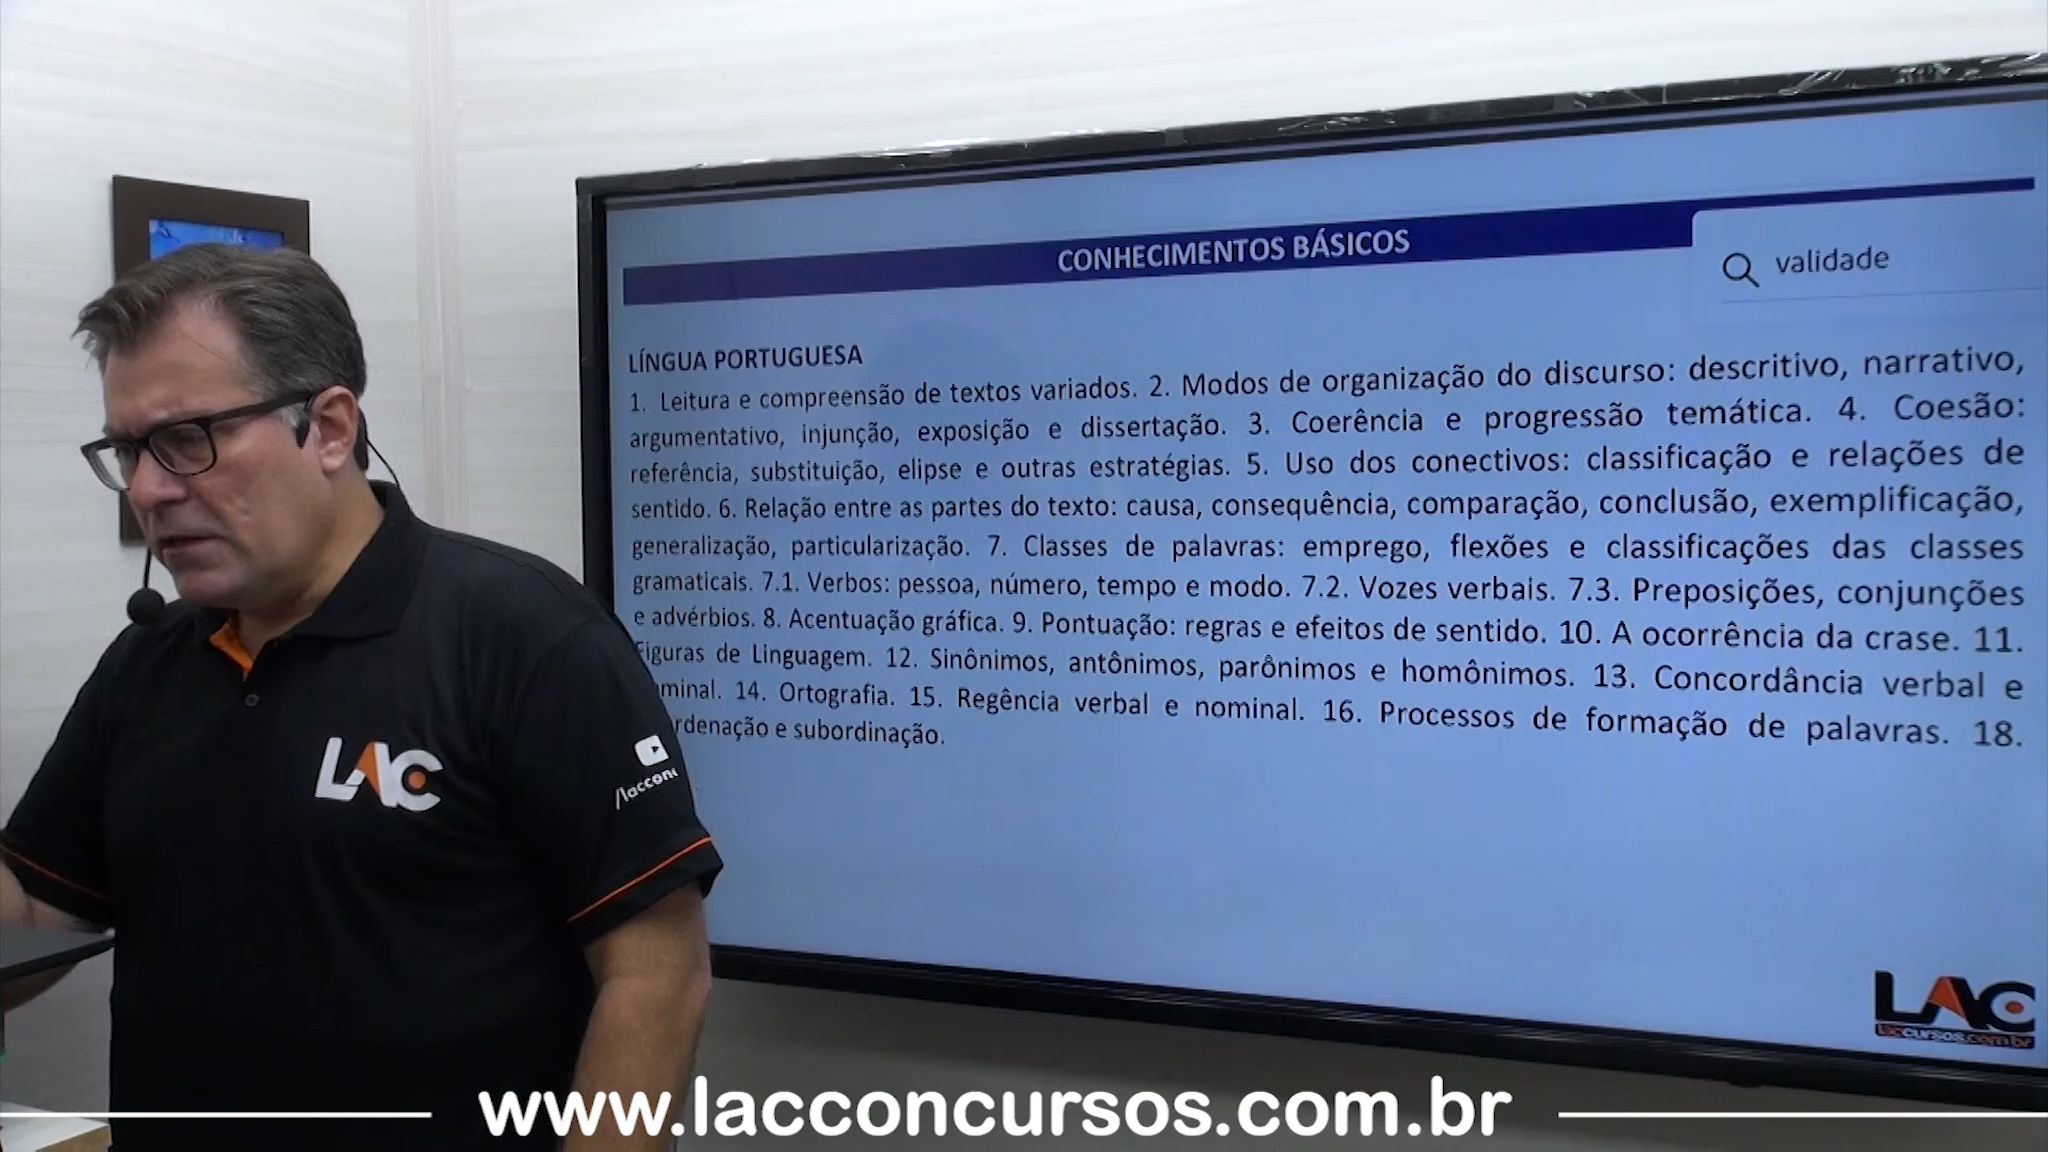 CONHECIMENTOS BÁSICOS
validade
LÍNGUA PORTUGUESA
1. Leitura e compreensão de textos variados. 2. Modos de organização do discurso: descritivo, narrativo,
argumentativo, injunção, exposição e dissertação. 3. Coerência e progressão temática. 4. Coesão:
referência, substituição, elipse e outras estratégias. 5. Uso dos conectivos: classificação e relações de
sentido. 6. Relação entre as partes do texto: causa, consequência, comparação, conclusão, exemplificação,
generalização, particularização. 7. Classes de palavras: emprego, flexões e classificações das classes
gramaticais. 7.1. Verbos: pessoa, número, tempo e modo. 7.2. Vozes verbais. 7.3. Preposições, conjunções
e advérbios. 8. Acentuação gráfica. 9. Pontuação: regras e efeitos de sentido. 10. A ocorrência da crase. 11.
Figuras de Linguagem. 12. Sinônimos, antônimos, parônimos e homônimos. 13. Concordância verbal e
minal. 14. Ortografia. 15. Regência verbal e nominal. 16. Processos de formação de palavras. 18.
rdenação e subordinação.
LAC
/laccon
LAC
laccursos.com.br
www.lacconcursos.com.br